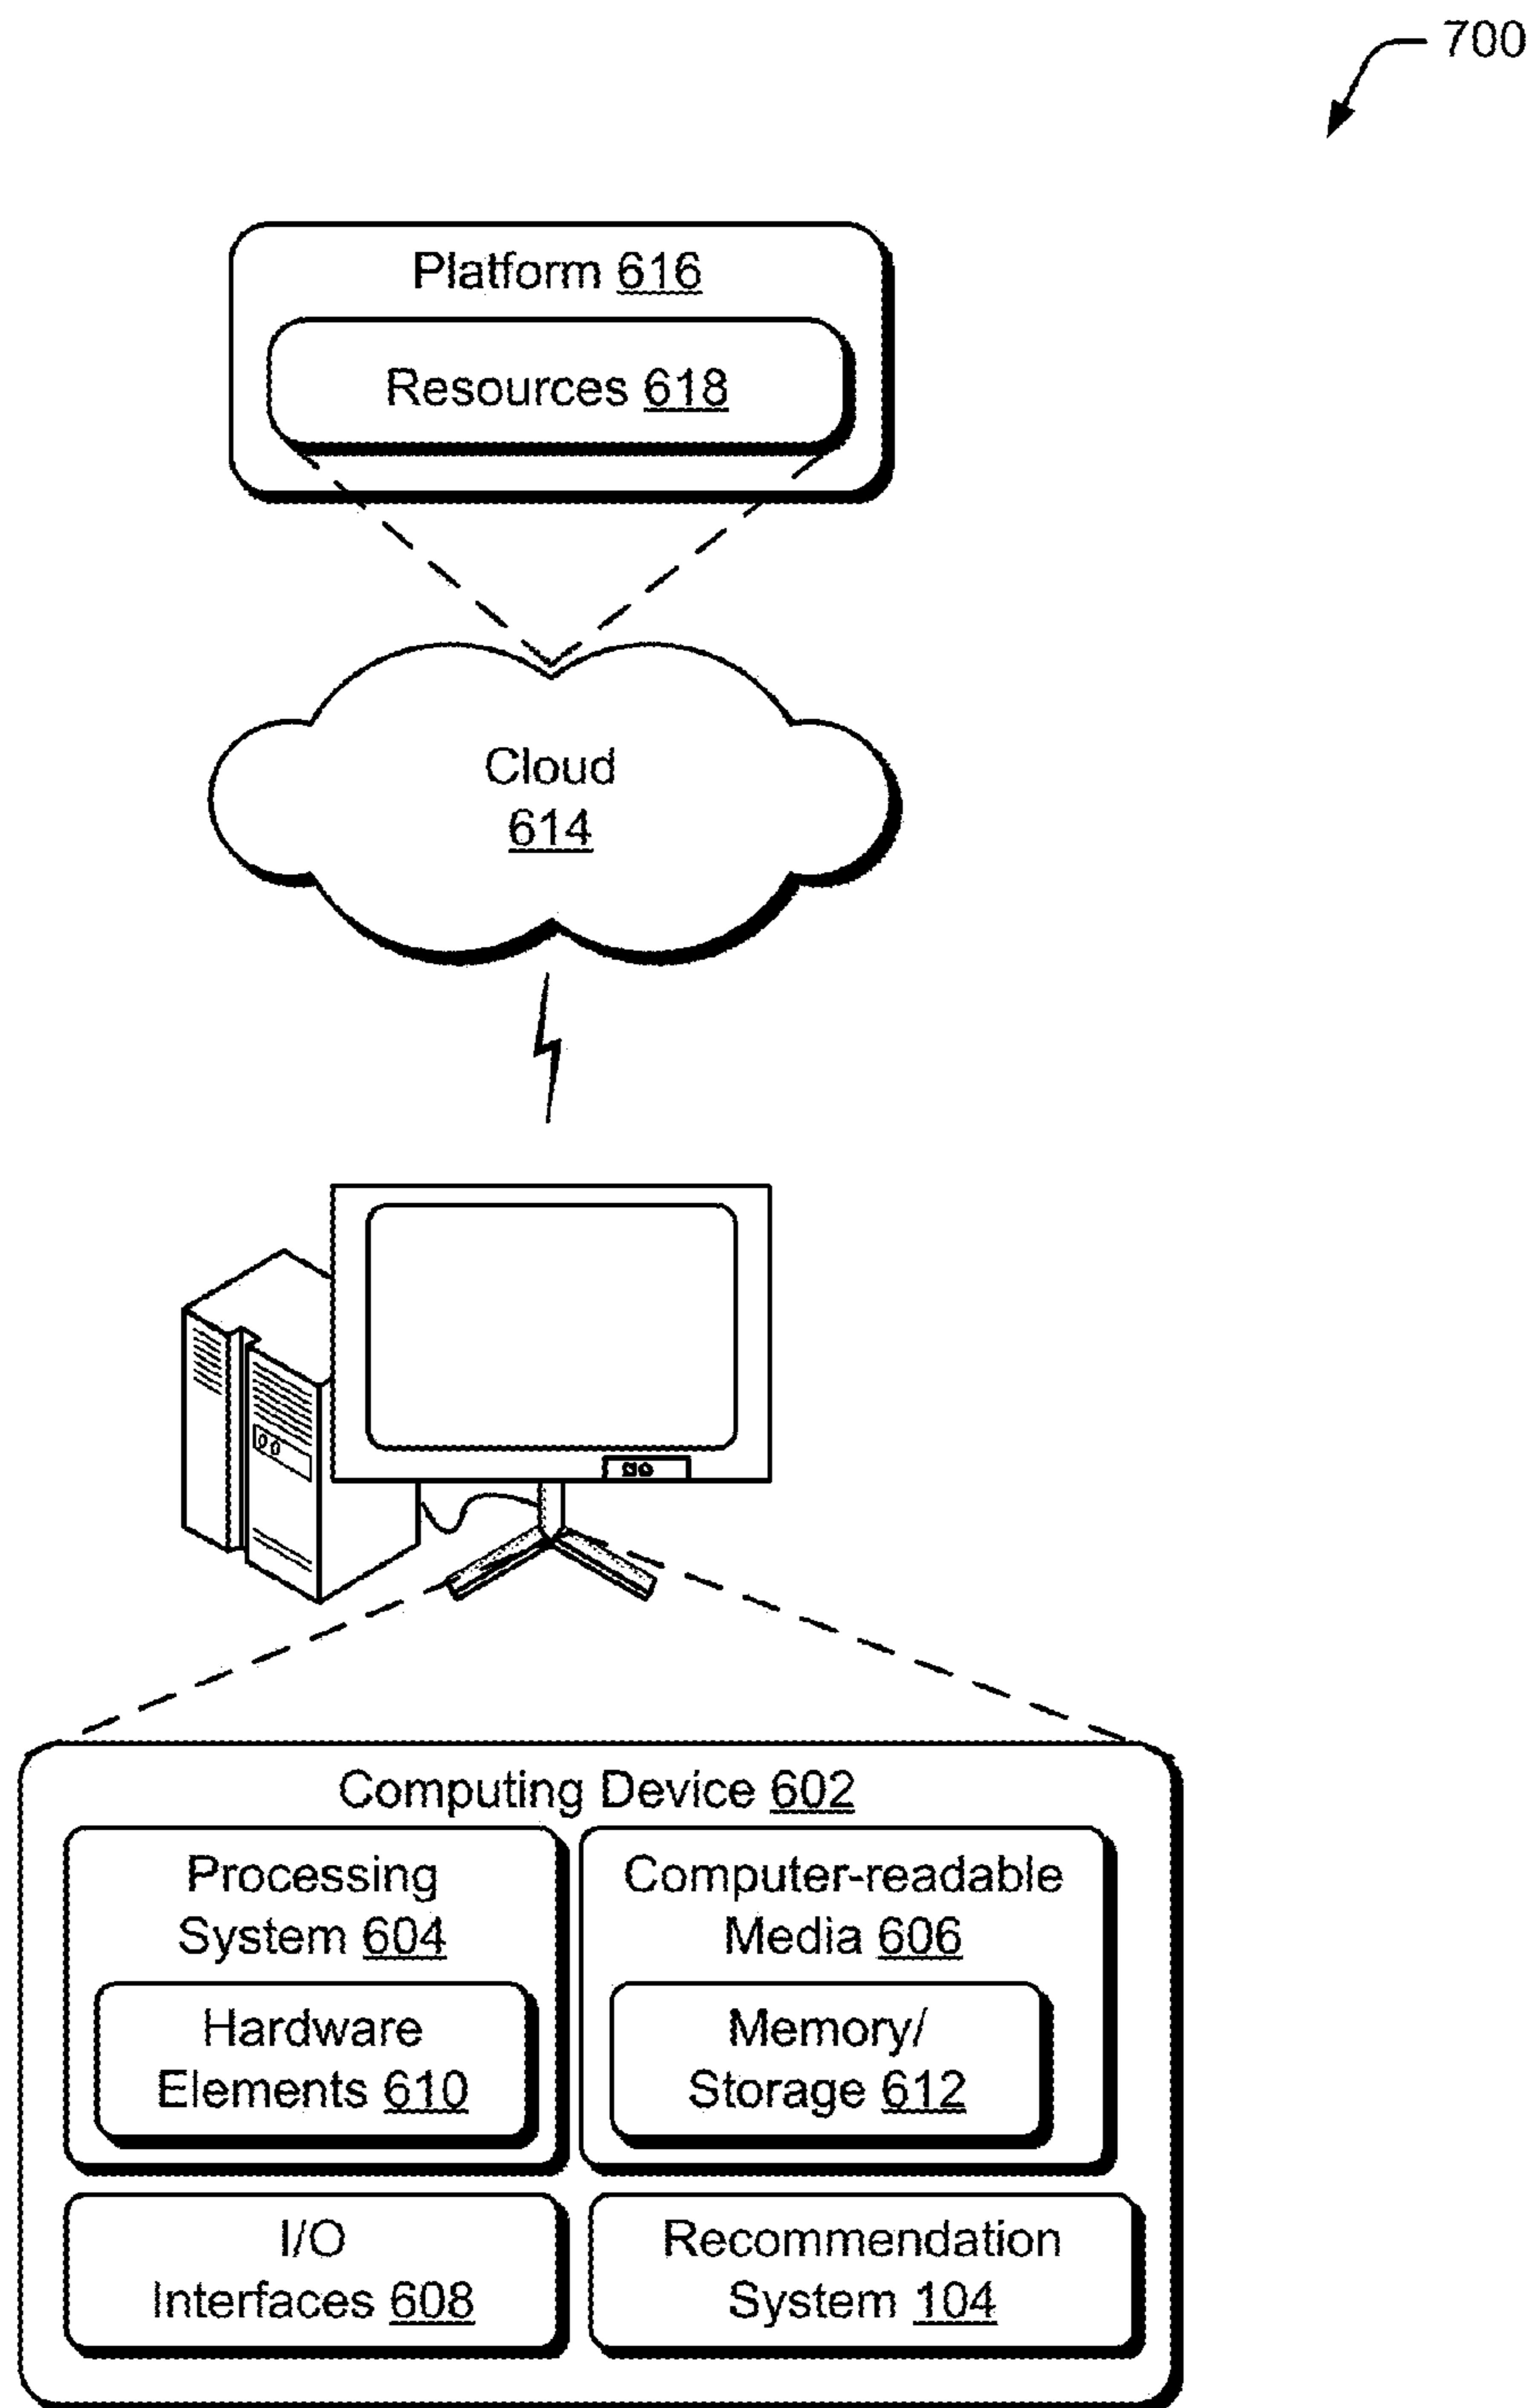 700
Platform 616
Resources 618
Cloud
614
Computing Device 602
Processing
System 604
Hardware
Elements 610
Computer-readable
Media 606
Memory/
Storage 612
I/O
Interfaces 608
Recommendation
System 104